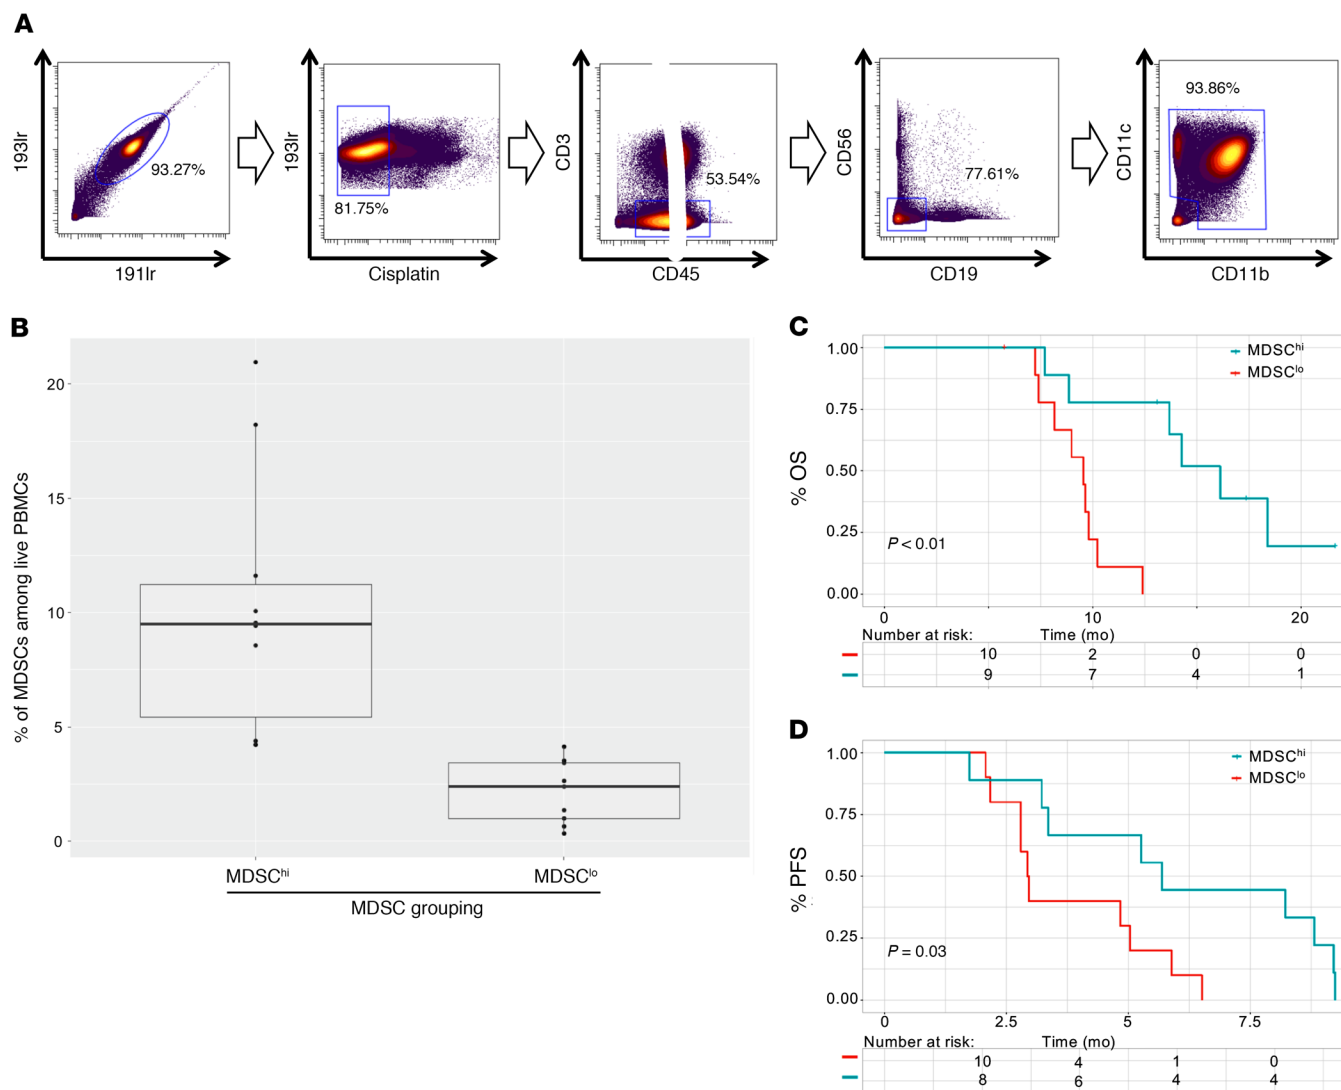 A
193Ir
93.27%
191Ir
193Ir
81.75%
Cisplatin
CD3
53.54%
CD45
CD56
77.61%
CD19
CD11c
93.86%
CD11b
B
% of MDSCs among live PBMCs
20
15
10
5
0
MDSChi
MDSClo
MDSC grouping
C
% OS
1.00
0.75
0.50
0.25
0.00
MDSChi
MDSClo
P < 0.01
0 10 20
Number at risk: Time (mo)
10 2 0 0
9 7 4 1
D
% PFS
1.00
0.75
0.50
0.25
0.00
MDSChi
MDSClo
P = 0.03
0 2.5 5 7.5
Number at risk: Time (mo)
10 4 1 0
8 6 4 4